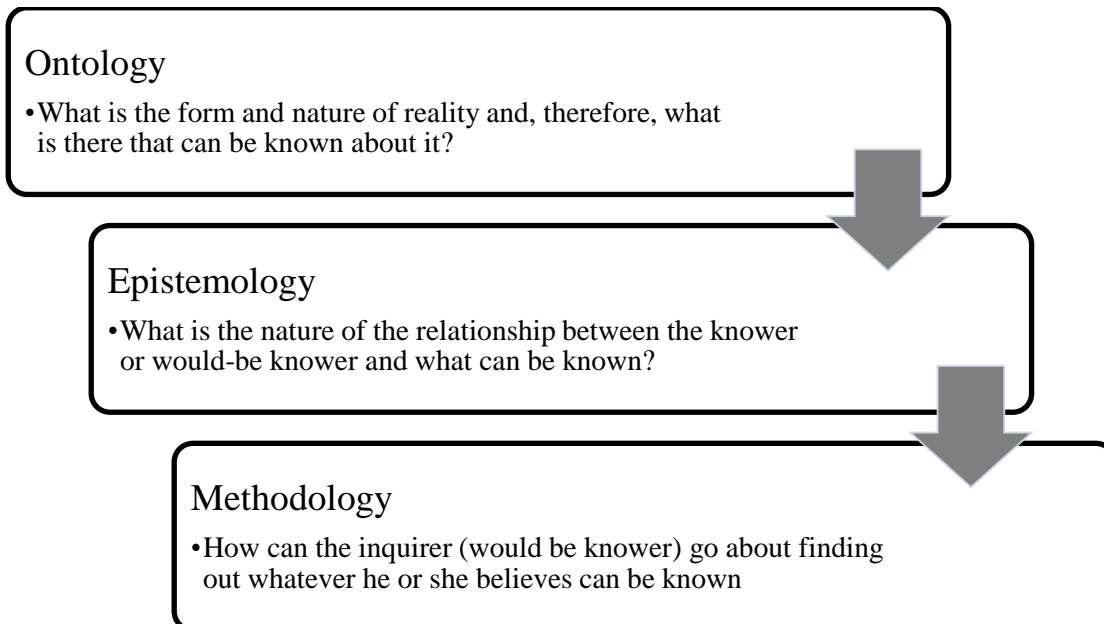 Ontology
•What is the form and nature of reality and, therefore, what
is there that can be known about it?
Epistemology
•What is the nature of the relationship between the knower
or would-be knower and what can be known?
Methodology
•How can the inquirer (would be knower) go about finding
out whatever he or she believes can be known